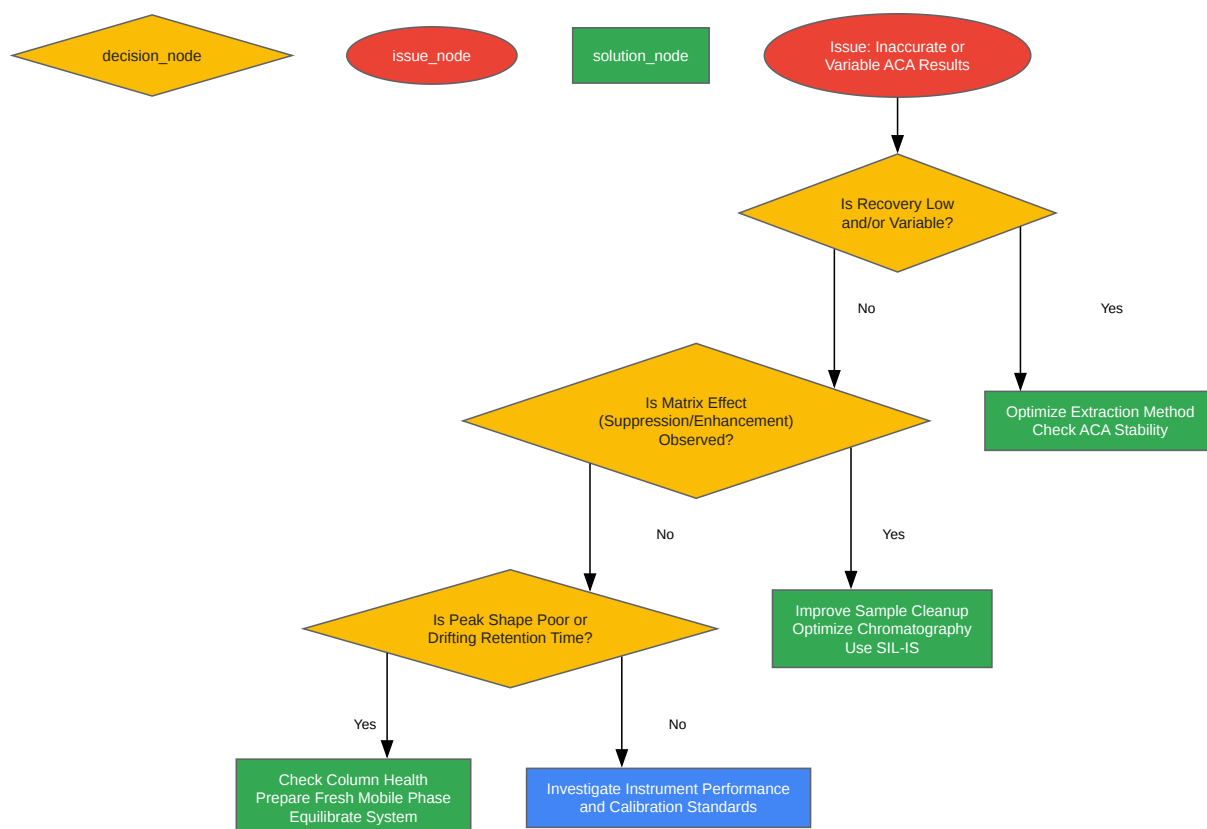 decision_node
issue_node
solution_node
Issue: Inaccurate or
Variable ACA Results
Is Recovery Low
and/or Variable?
No
Yes
Is Matrix Effect
(Suppression/Enhancement)
Observed?
Optimize Extraction Method
Check ACA Stability
No
Yes
Is Peak Shape Poor or
Drifting Retention Time?
Improve Sample Cleanup
Optimize Chromatography
Use SIL-IS
Yes
No
Check Column Health
Prepare Fresh Mobile Phase
Equilibrate System
Investigate Instrument Performance
and Calibration Standards